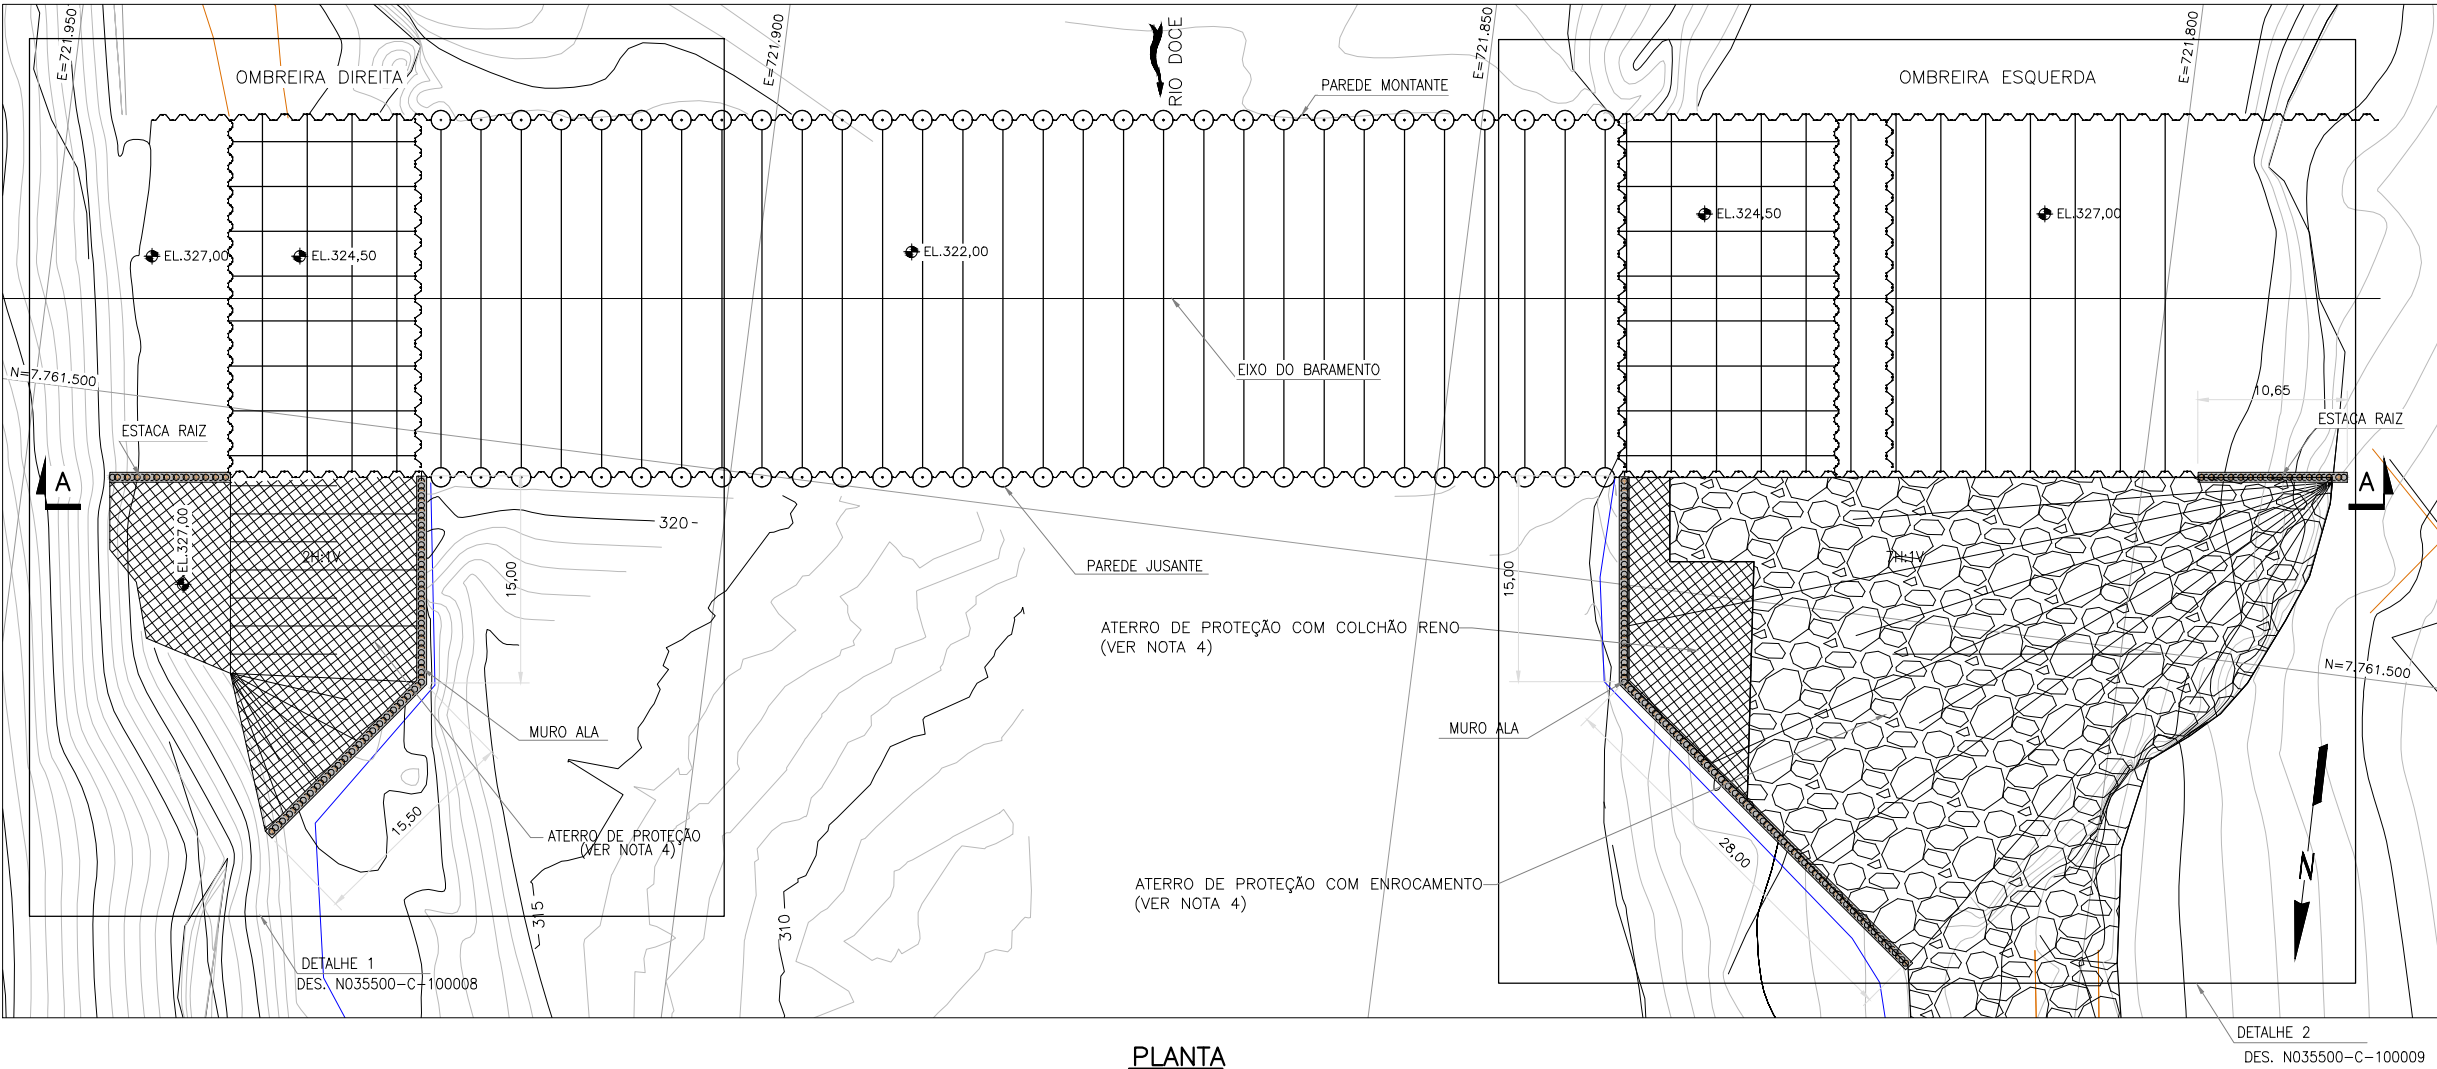 E=721.950
E=721.900
RIO DOCE
E=721.850
E=721.800
OMBREIRA DIREITA
PAREDE MONTANTE
OMBREIRA ESQUERDA
EL.327,00
EL.324,50
EL.322,00
EL.324,50
EL.327,00
EIXO DO BARAMENTO
N=7.761.500
10,65
ESTACA RAIZ
ESTACA RAIZ
A
A
EL.327,00
2H:1V
320
15,00
PAREDE JUSANTE
15,00
7H:1V
ATERRO DE PROTEÇÃO COM COLCHÃO RENO
(VER NOTA 4)
N=7.761.500
MURO ALA
MURO ALA
15,50
ATERRO DE PROTEÇÃO
(VER NOTA 4)
28,00
N
ATERRO DE PROTEÇÃO COM ENROCAMENTO
(VER NOTA 4)
315
310
DETALHE 1
DES. N035500-C-100008
DETALHE 2
DES. N035500-C-100009
PLANTA